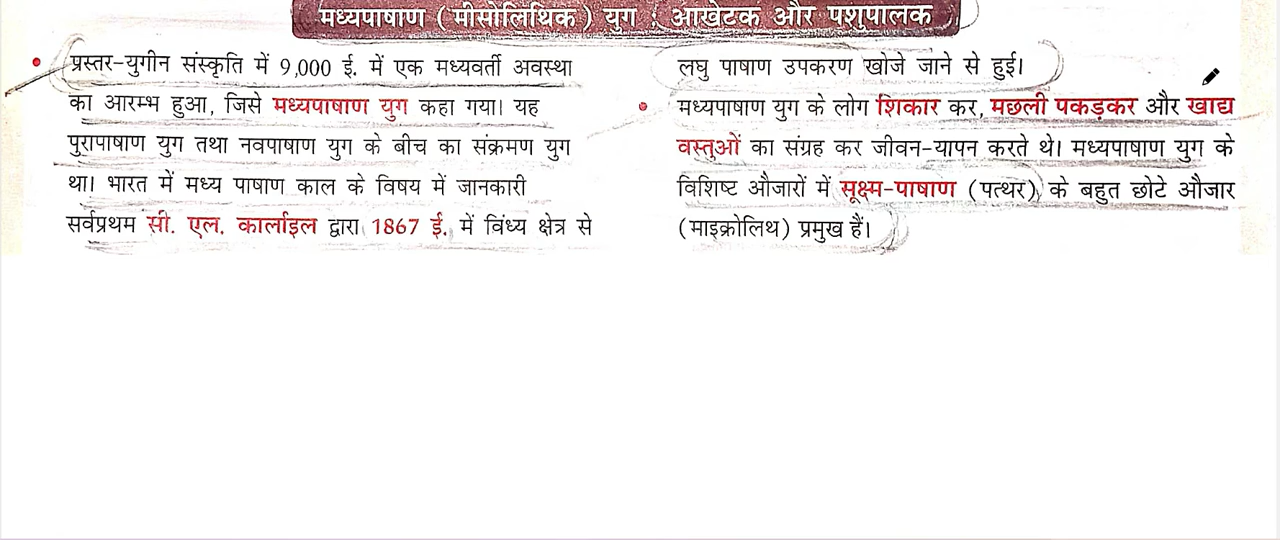 मध्यपाषाण (मीसोलिथिक) युग : आखेटक और पशुपालक
• प्रस्तर-युगीन संस्कृति में 9,000 ई. में एक मध्यवर्ती अवस्था
का आरम्भ हुआ, जिसे मध्यपाषाण युग कहा गया। यह
पुरापाषाण युग तथा नवपाषाण युग के बीच का संक्रमण युग
था। भारत में मध्य पाषाण काल के विषय में जानकारी
सर्वप्रथम सी. एल. कार्लाइल द्वारा 1867 ई. में विंध्य क्षेत्र से
लघु पाषाण उपकरण खोजे जाने से हुई।
• मध्यपाषाण युग के लोग शिकार कर, मछली पकड़कर और खाद्य
वस्तुओं का संग्रह कर जीवन-यापन करते थे। मध्यपाषाण युग के
विशिष्ट औजारों में सूक्ष्म-पाषाण (पत्थर) के बहुत छोटे औजार
(माइक्रोलिथ) प्रमुख हैं।